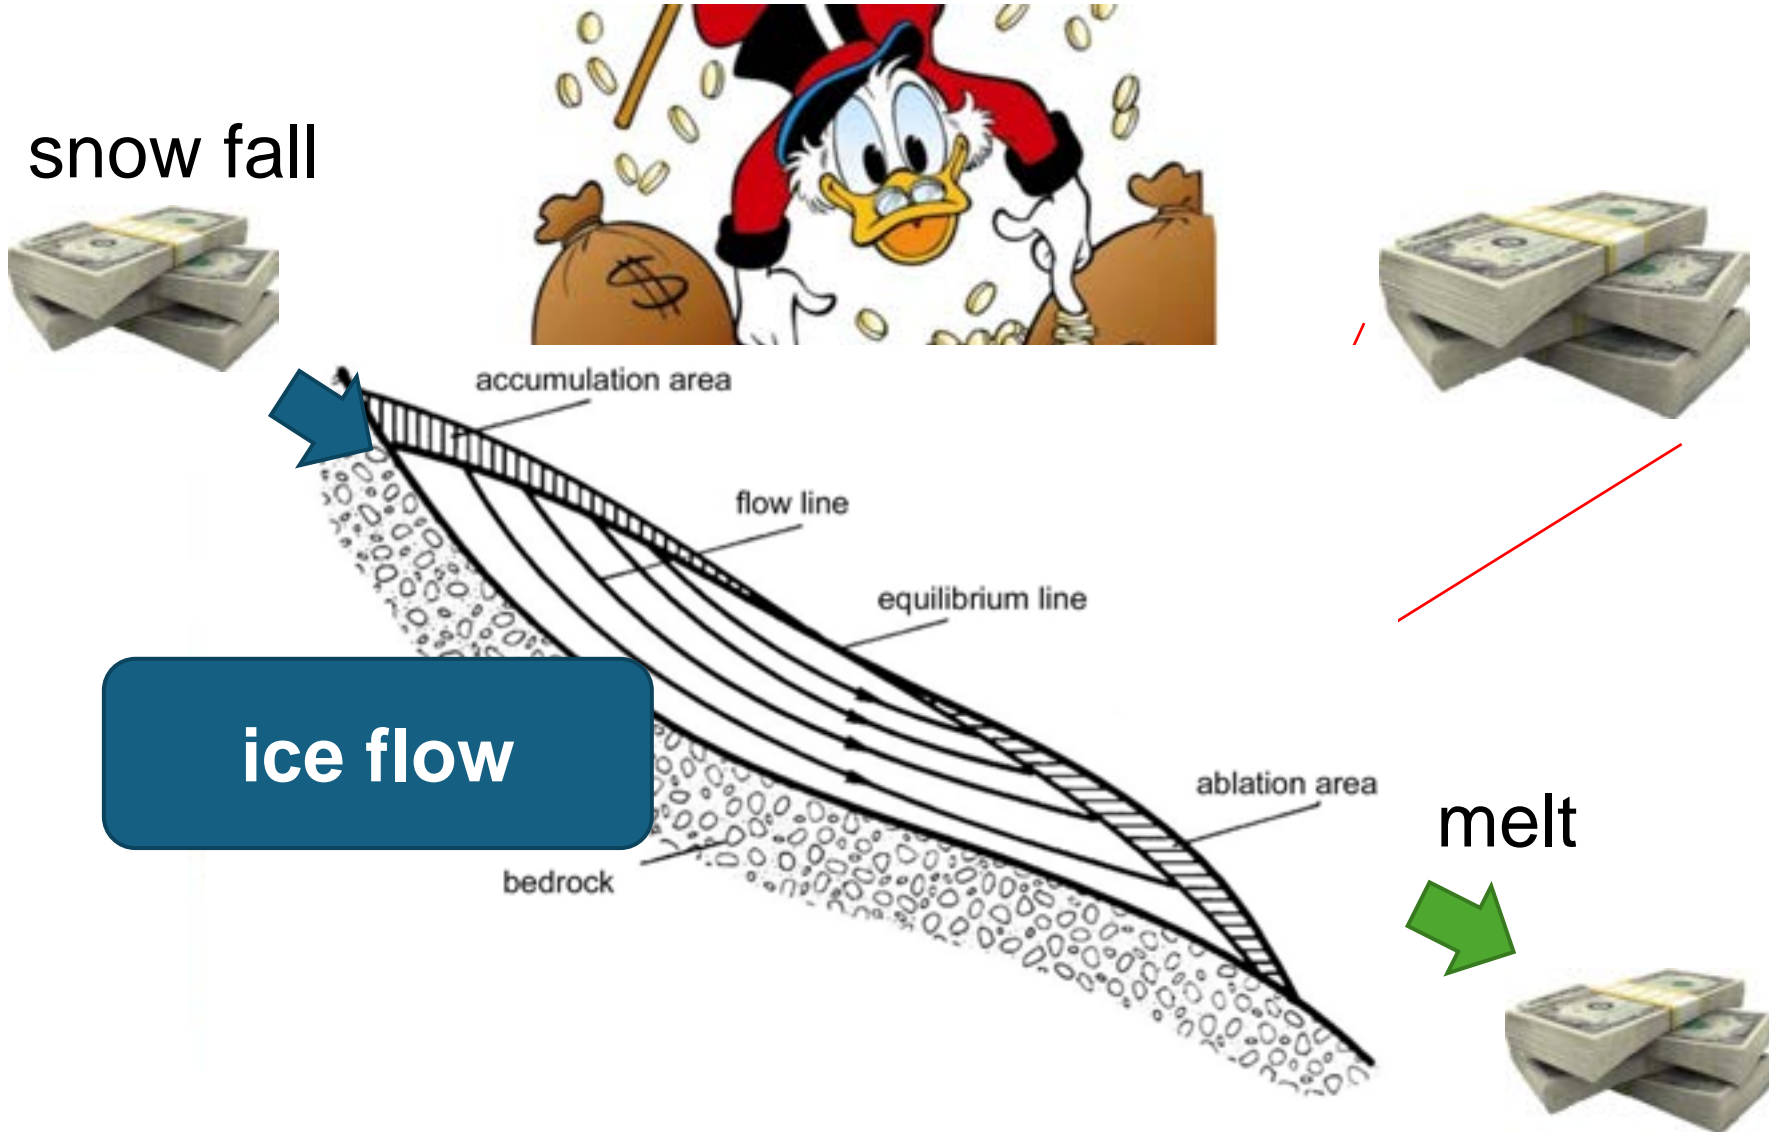 snow fall
$
accumulation area
flow line
equilibrium line
ice flow
ablation area
melt
bedrock